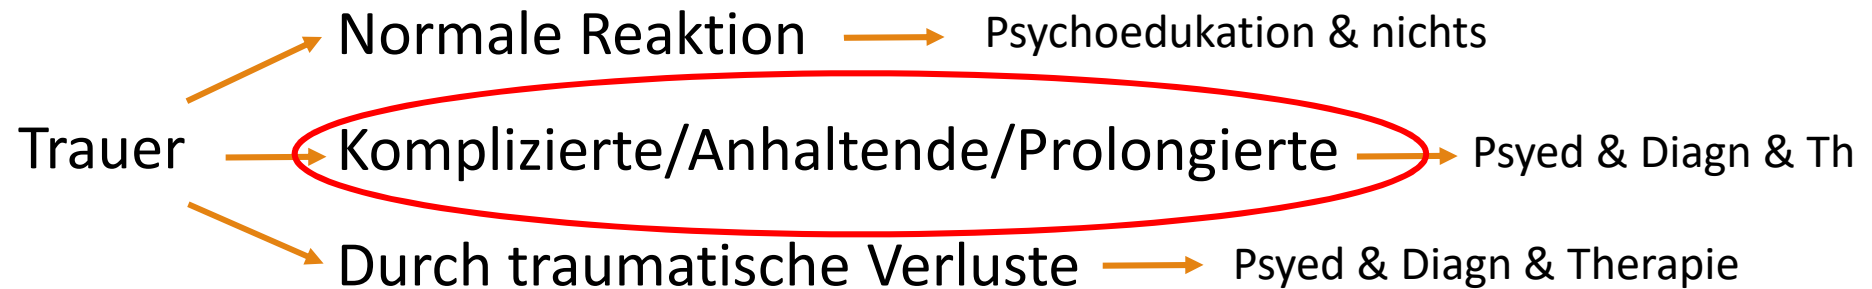 Normale Reaktion Psychoedukation & nichts
Trauer Komplizierte/Anhaltende/Prolongierte Psyed & Diagn & Th
Durch traumatische Verluste Psyed & Diagn & Therapie